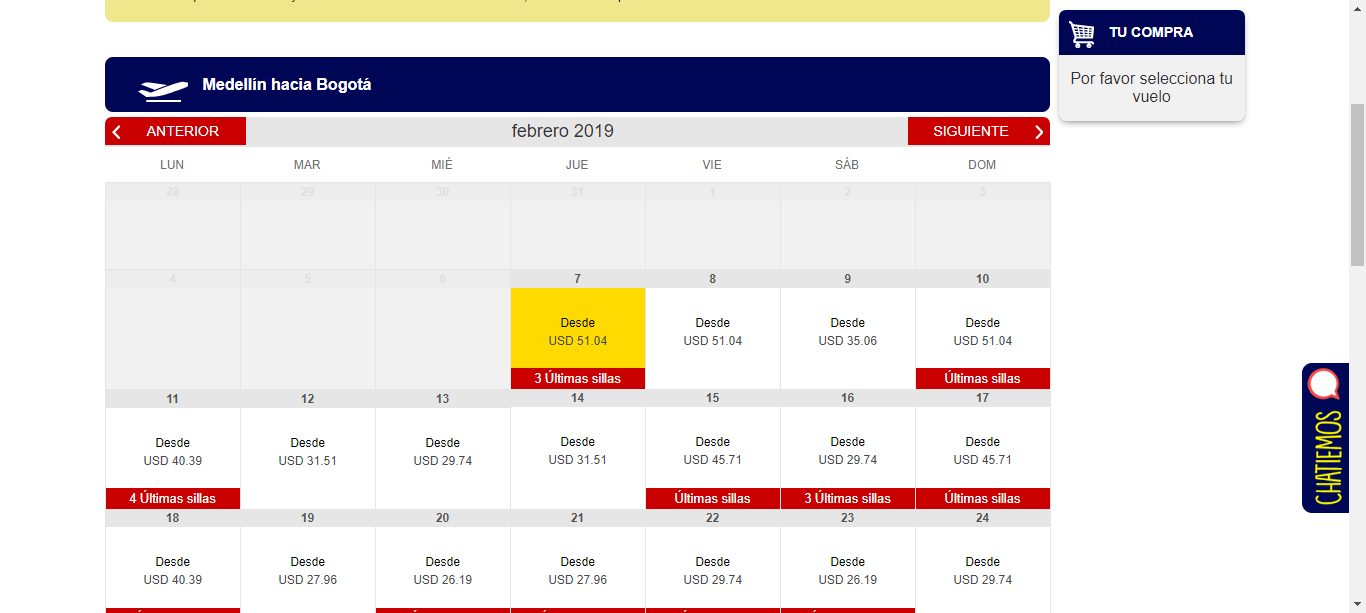 TU COMPRA
Por favor selecciona tu
vuelo
Medellín hacia Bogotá
ANTERIOR febrero 2019 SIGUIENTE
LUN MAR MIÉ JUE VIE SÁB DOM
28 29 30 31 1 2 3
4 5 6 7 8 9 10
Desde Desde Desde Desde
USD 51.04 USD 51.04 USD 35.06 USD 51.04
3 Últimas sillas Últimas sillas
11 12 13 14 15 16 17
Desde Desde Desde Desde Desde Desde Desde
USD 40.39 USD 31.51 USD 29.74 USD 31.51 USD 45.71 USD 29.74 USD 45.71
4 Últimas sillas Últimas sillas 3 Últimas sillas Últimas sillas
18 19 20 21 22 23 24
Desde Desde Desde Desde Desde Desde Desde
USD 40.39 USD 27.96 USD 26.19 USD 27.96 USD 29.74 USD 26.19 USD 29.74
CHATIEMOS